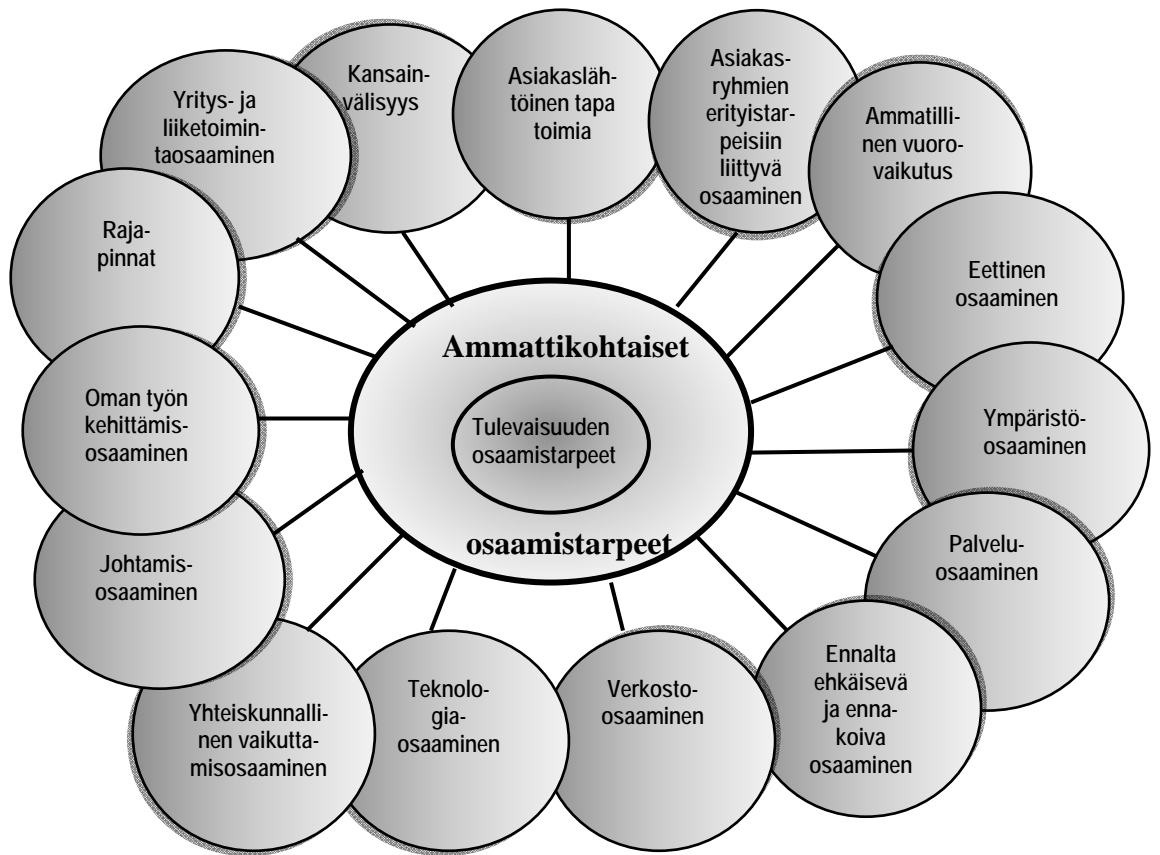 Kansain-
välisyys
Asiakasläh-
töinen tapa
toimia
Asiakas-
ryhmien
erityistar-
peisiin
liittyvä
osaaminen
Ammatilli-
nen vuoro-
vaikutus
Eettinen
osaaminen
Ympäristö-
osaaminen
Palvelu-
osaaminen
Ennalta
ehkäisevä
ja enna-
koiva
osaaminen
Verkosto-
osaaminen
Teknolo-
gia-
osaaminen
Yhteiskunnalli-
nen vaikutta-
misosaaminen
Johtamis-
osaaminen
Oman työn
kehittämis-
osaaminen
Raja-
pinnat
Yritys- ja
liiketoimin-
taosaaminen
Ammattikohtaiset
Tulevaisuuden
osaamistarpeet
osaamistarpeet